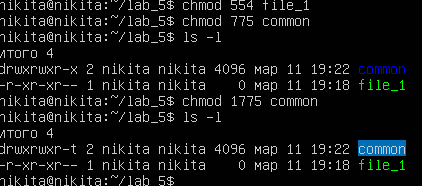 nikita@nikita:~/lab_5$ chmod 554 file_1
nikita@nikita:~/lab_5$ chmod 775 common
nikita@nikita:~/lab_5$ ls -l
итого 4
drwxrwxr-x 2 nikita nikita 4096 мар 11 19:22 common
-r-xr-xr-- 1 nikita nikita    0 мар 11 19:18 file_1
nikita@nikita:~/lab_5$ chmod 1775 common
nikita@nikita:~/lab_5$ ls -l
итого 4
drwxrwxr-t 2 nikita nikita 4096 мар 11 19:22 common
-r-xr-xr-- 1 nikita nikita    0 мар 11 19:18 file_1
nikita@nikita:~/lab_5$